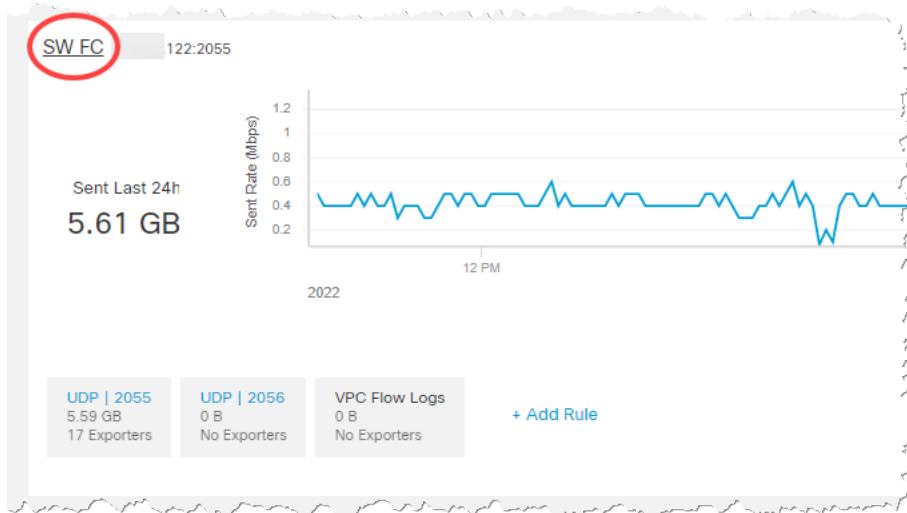 SW FC
.122:2055
Sent Last 24h
5.61 GB
Sent Rate (Mbps)
1.2
1
0.8
0.6
0.4
0.2
12 PM
2022
UDP | 2055
5.59 GB
17 Exporters
UDP | 2056
0 B
No Exporters
VPC Flow Logs
0 B
No Exporters
+ Add Rule